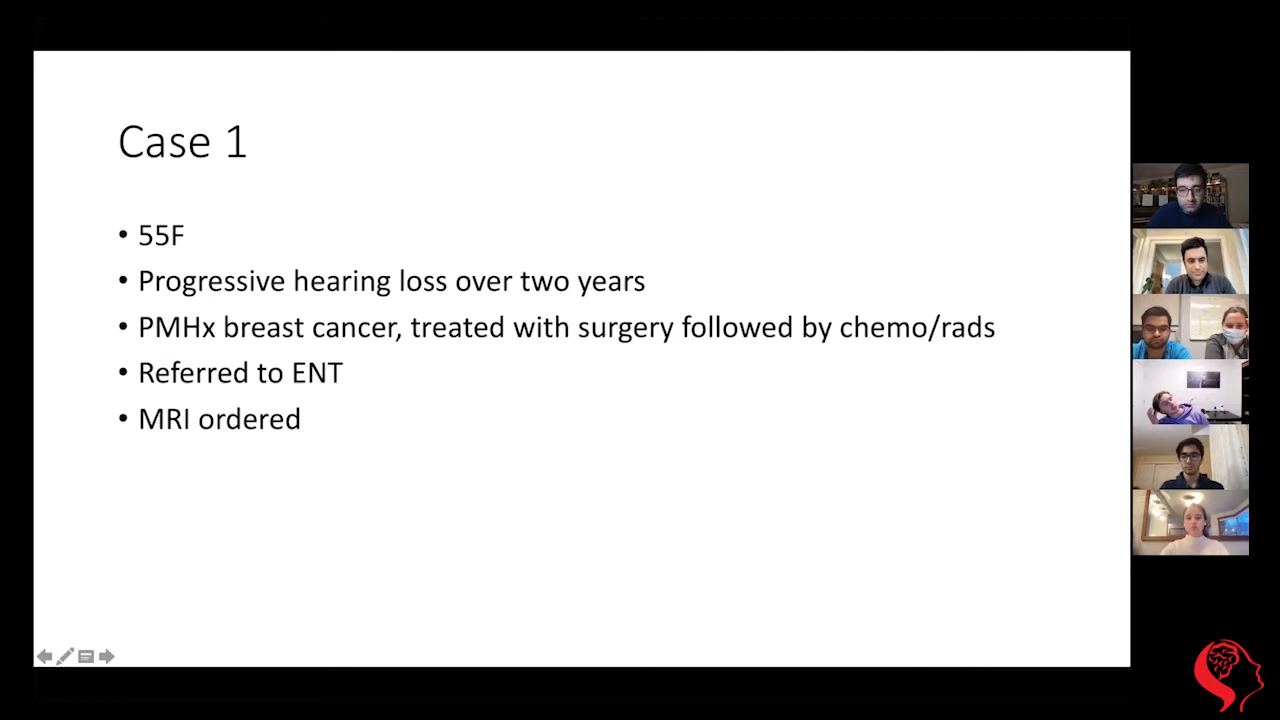 Case 1
• 55F
• Progressive hearing loss over two years
• PMHx breast cancer, treated with surgery followed by chemo/rads
• Referred to ENT
• MRI ordered